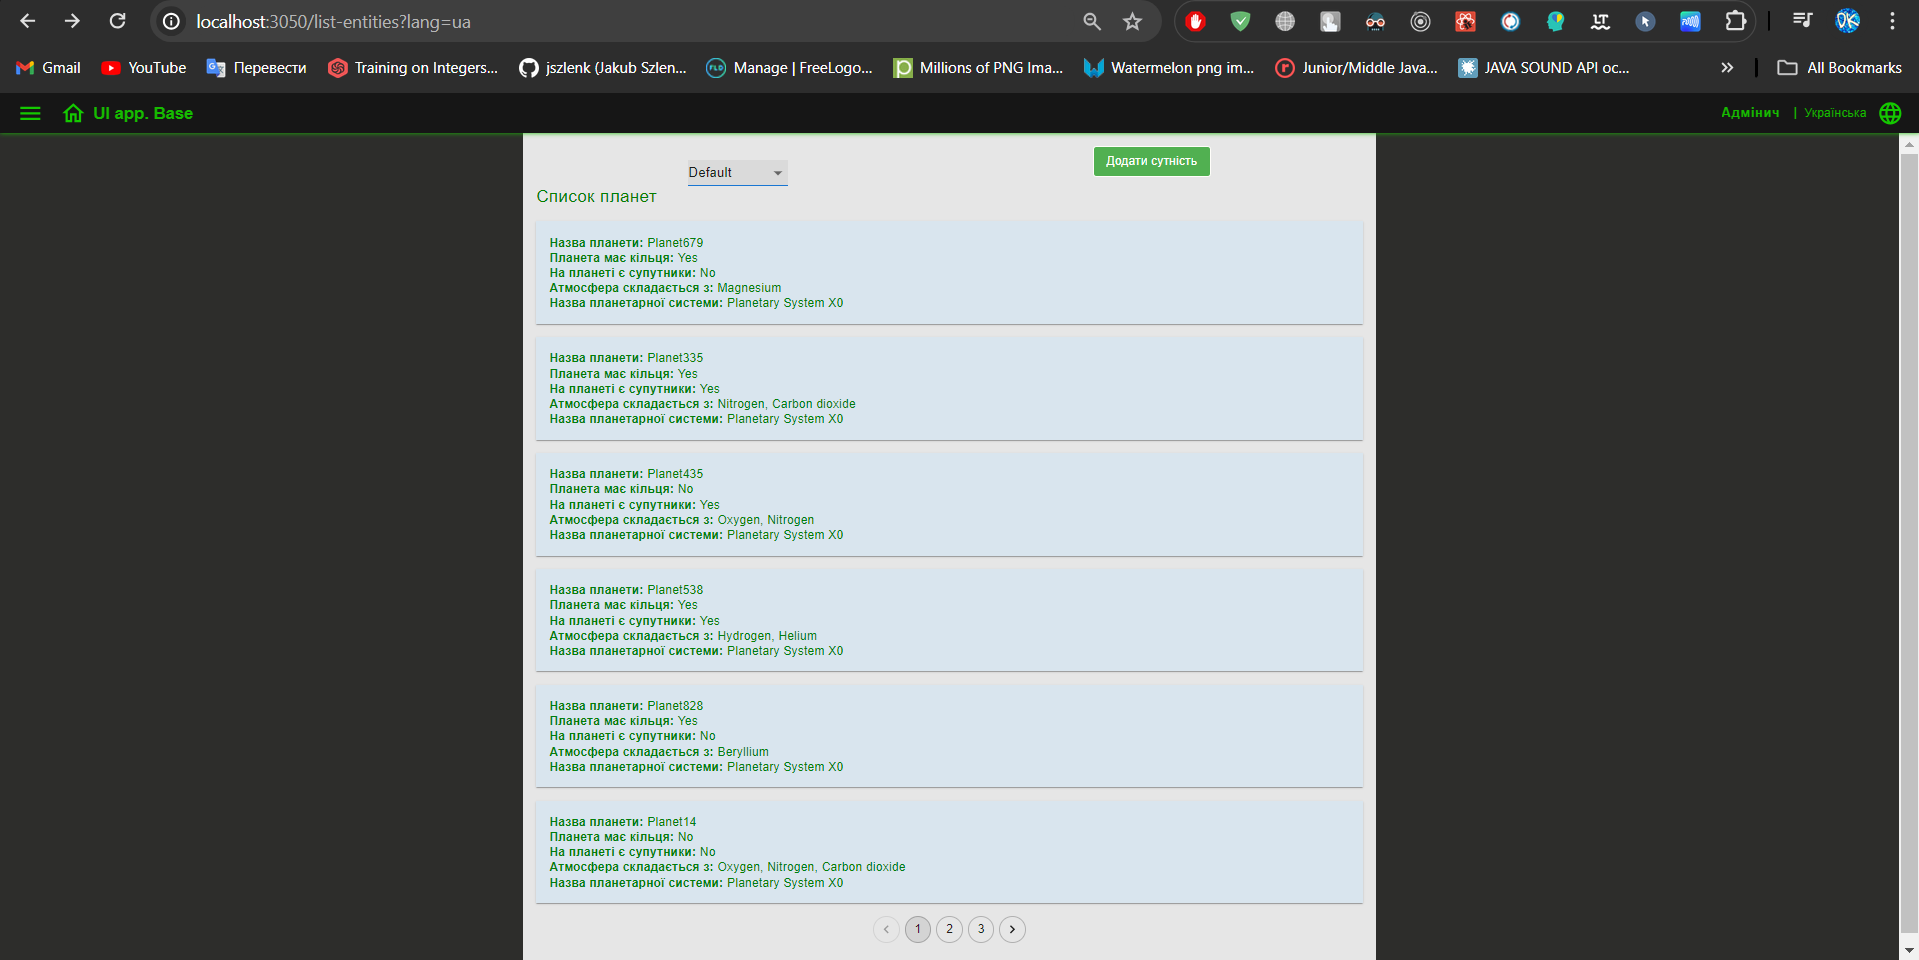 localhost:3050/list-entities?lang=ua
Gmail YouTube Перевести Training on Integers... jszlenk (Jakub Szlen... Manage | FreeLogo... Millions of PNG Ima... Watermelon png im... Junior/Middle Java... JAVA SOUND API ос... » All Bookmarks
UI app. Base Адмінич | Українська
Додати сутність
Default
Список планет
Назва планети: Planet679
Планета має кільця: Yes
На планеті є супутники: No
Атмосфера складається з: Magnesium
Назва планетарної системи: Planetary System X0
Назва планети: Planet335
Планета має кільця: Yes
На планеті є супутники: Yes
Атмосфера складається з: Nitrogen, Carbon dioxide
Назва планетарної системи: Planetary System X0
Назва планети: Planet435
Планета має кільця: No
На планеті є супутники: Yes
Атмосфера складається з: Oxygen, Nitrogen
Назва планетарної системи: Planetary System X0
Назва планети: Planet538
Планета має кільця: Yes
На планеті є супутники: Yes
Атмосфера складається з: Hydrogen, Helium
Назва планетарної системи: Planetary System X0
Назва планети: Planet828
Планета має кільця: Yes
На планеті є супутники: No
Атмосфера складається з: Beryllium
Назва планетарної системи: Planetary System X0
Назва планети: Planet14
Планета має кільця: No
На планеті є супутники: No
Атмосфера складається з: Oxygen, Nitrogen, Carbon dioxide
Назва планетарної системи: Planetary System X0
1 2 3